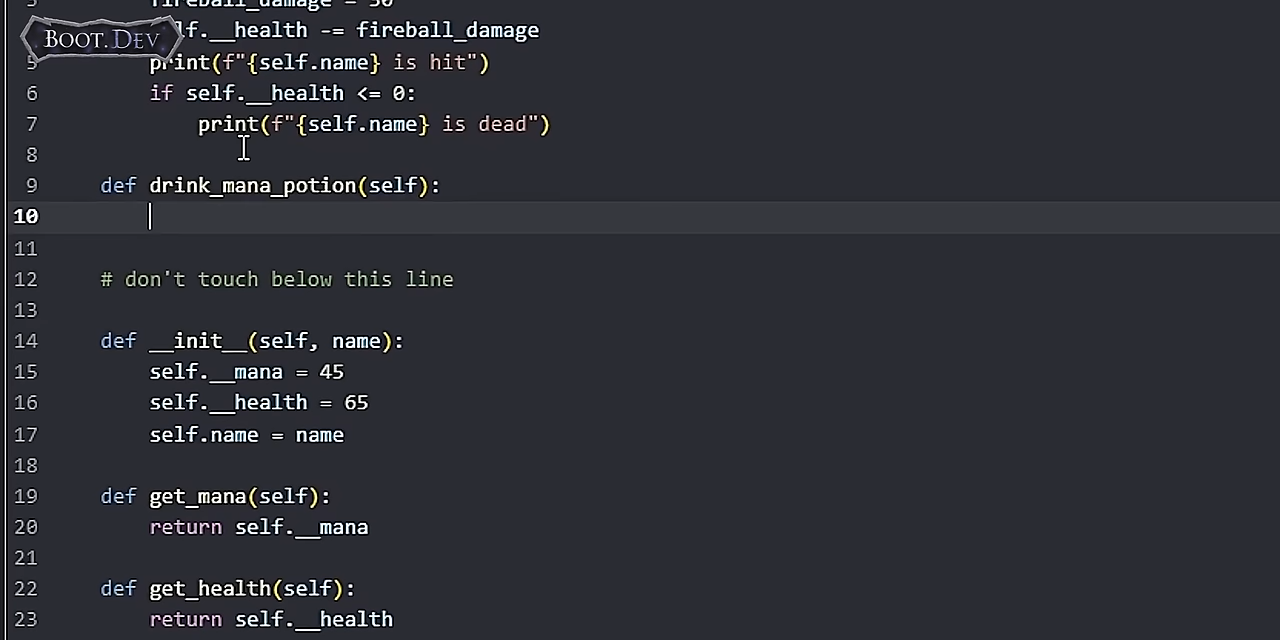 fireball_damage = 50
BOOT.DEV
lf.__health -= fireball_damage
5 print(f"{self.name} is hit")
6 if self.__health <= 0:
7 print(f"{self.name} is dead")
8
9 def drink_mana_potion(self):
10
11
12 # don't touch below this line
13
14 def __init__(self, name):
15 self.__mana = 45
16 self.__health = 65
17 self.name = name
18
19 def get_mana(self):
20 return self.__mana
21
22 def get_health(self):
23 return self.__health